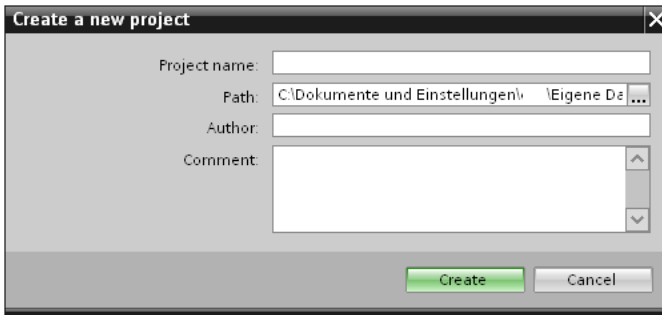 Create a new project
Project name:
Path: C:\Dokumente und Einstellungen\ \Eigene Da ...
Author:
Comment:
Create Cancel